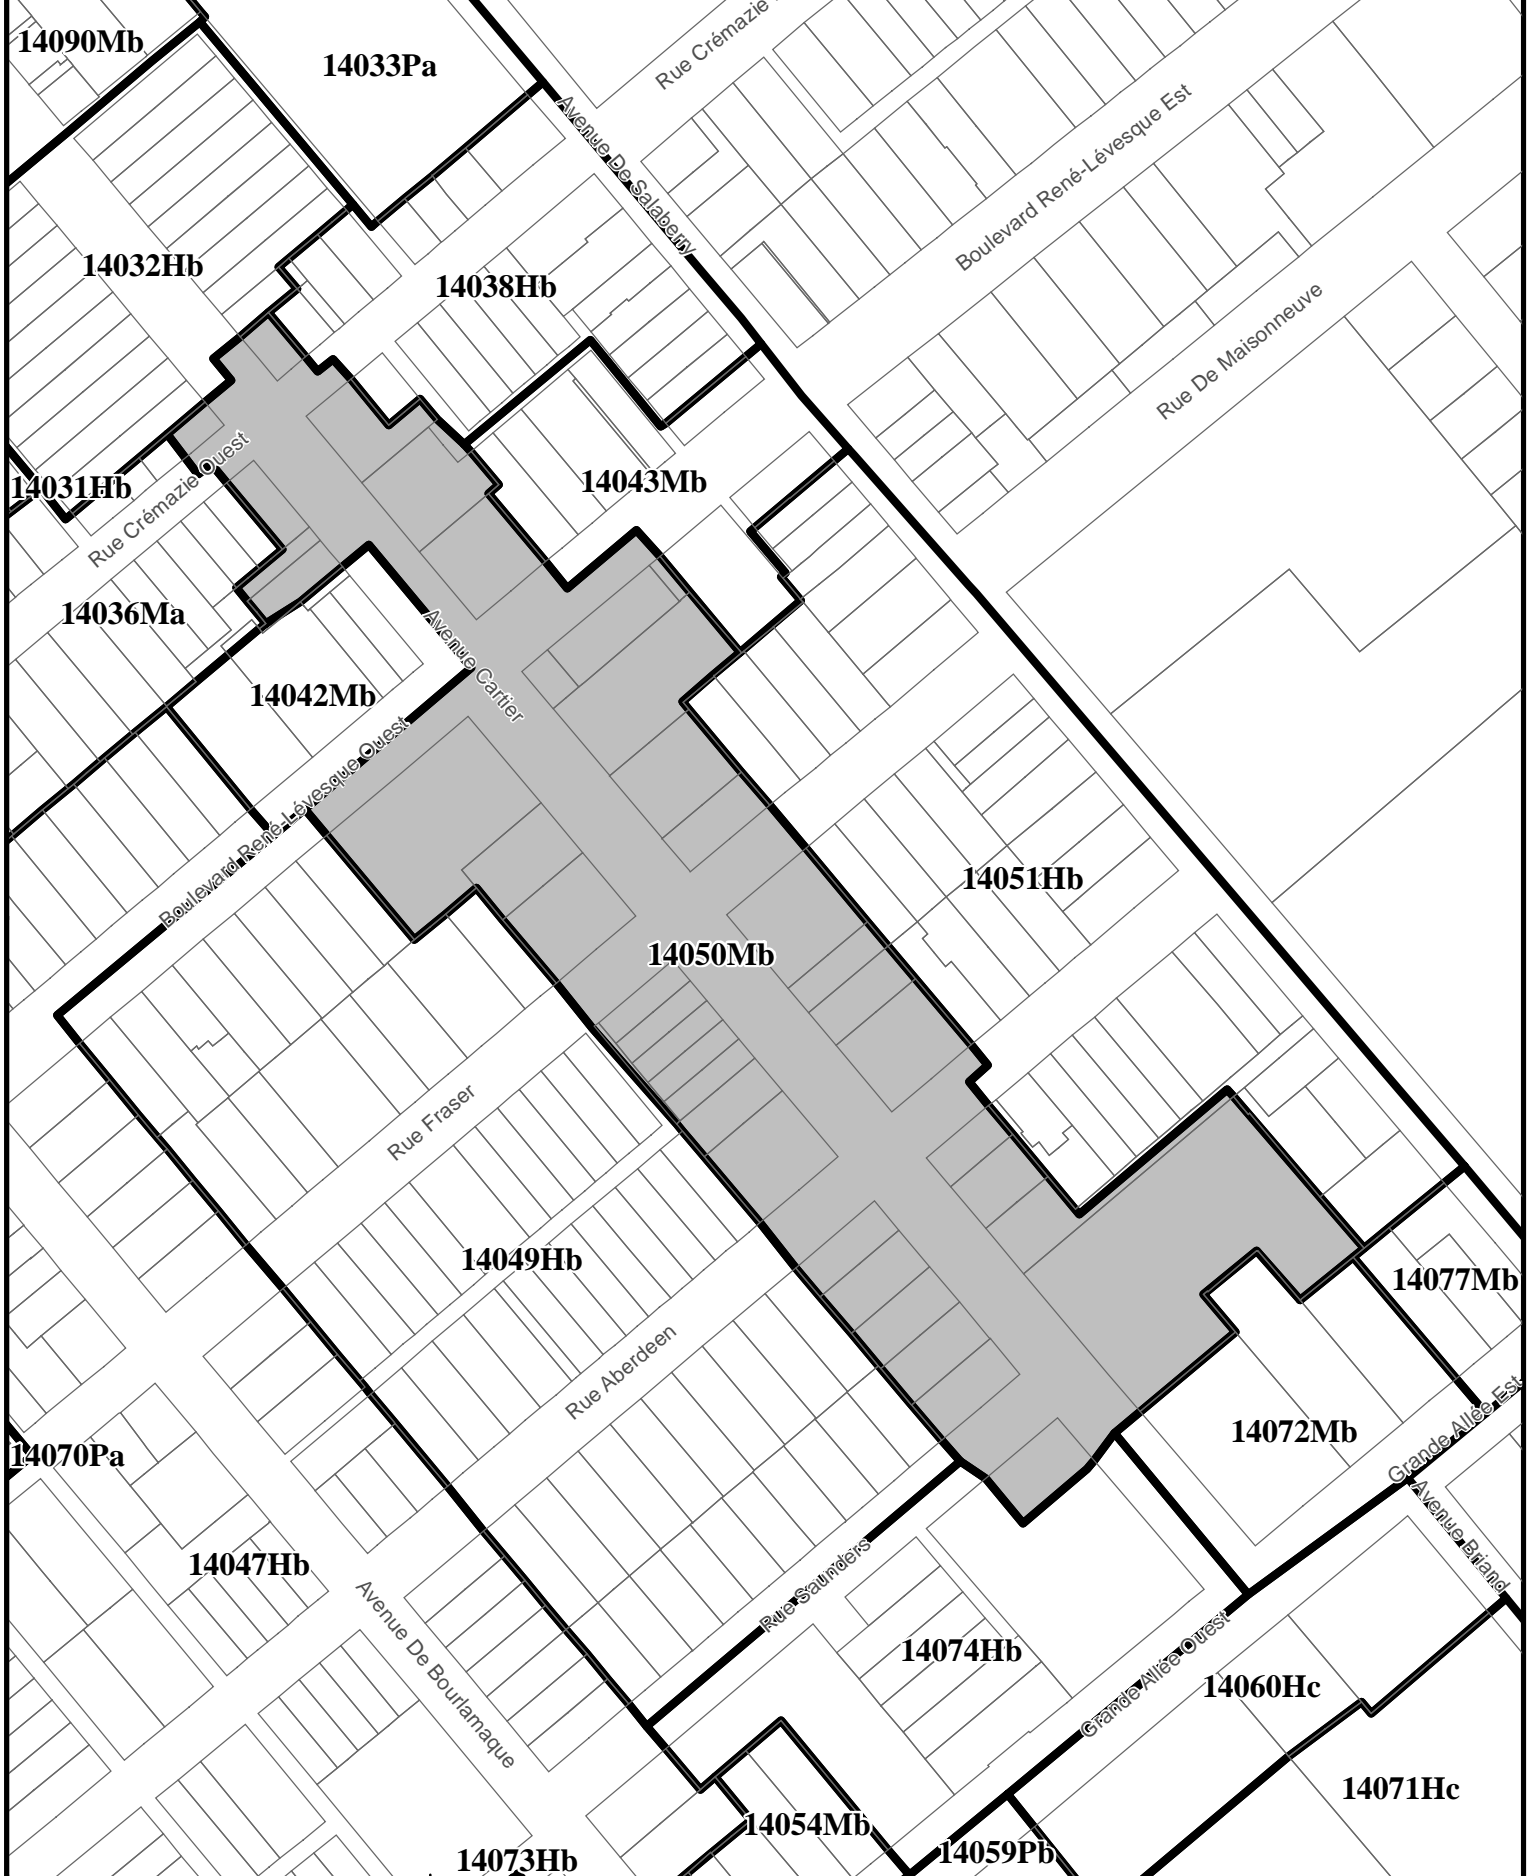 Rue Crémazie
14090Mb
14033Pa
Avenue De Salaberry
Boulevard René-Lévesque Est
14032Hb
14038Hb
Rue De Maisonneuve
14043Mb
14031Hb
Rue Crémazie Ouest
14036Ma
Avenue Cartier
14042Mb
Boulevard René-Lévesque Ouest
14051Hb
14050Mb
Rue Fraser
14049Hb
14077Mb
Rue Aberdeen
14072Mb
Grande Allée Est
14070Pa
Avenue Briand
14047Hb
Rue Saunders
14074Hb
Avenue De Bourlamaque
Grande Allée Ouest
14060Hc
14071Hc
14054Mb
14059Pb
14073Hb